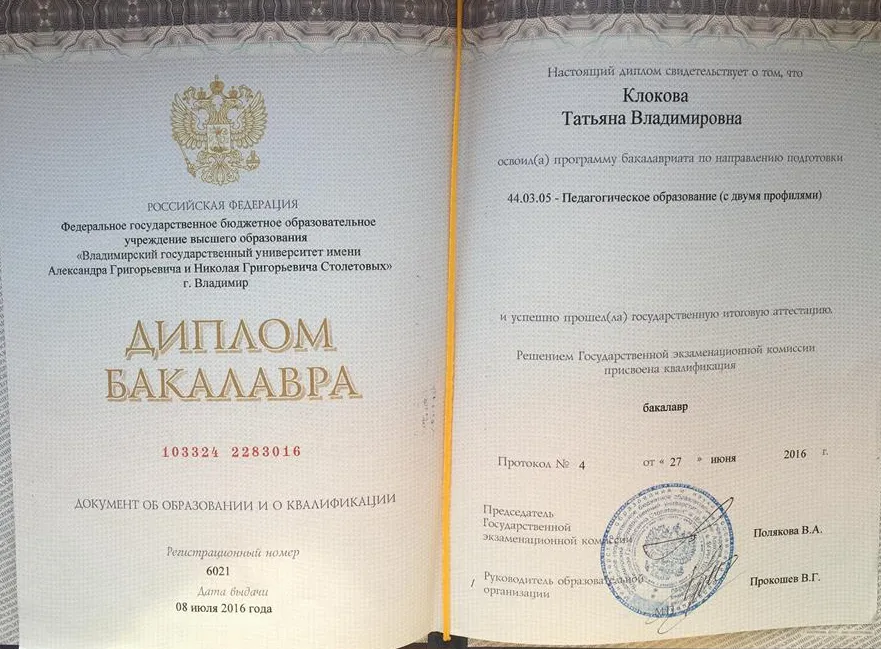 РОССИЙСКАЯ ФЕДЕРАЦИЯ
Федеральное государственное бюджетное образовательное
учреждение высшего образования
«Владимирский государственный университет имени
Александра Григорьевича и Николая Григорьевича Столетовых»
г. Владимир
ДИПЛОМ
БАКАЛАВРА
103324 2283016
ДОКУМЕНТ ОБ ОБРАЗОВАНИИ И О КВАЛИФИКАЦИИ
Регистрационный номер
6021
Дата выдачи
08 июля 2016 года
Настоящий диплом свидетельствует о том, что
Клокова
Татьяна Владимировна
освоил(а) программу бакалавриата по направлению подготовки
44.03.05 - Педагогическое образование (с двумя профилями)
и успешно прошел(ла) государственную итоговую аттестацию.
Решением Государственной экзаменационной комиссии
присвоена квалификация
бакалавр
Протокол № 4 от « 27 » июня 2016 г.
Председатель
Государственной
экзаменационной комиссии Полякова В.А.
/ Руководитель образовательной
организации Прокошев В.Г.
М.П.